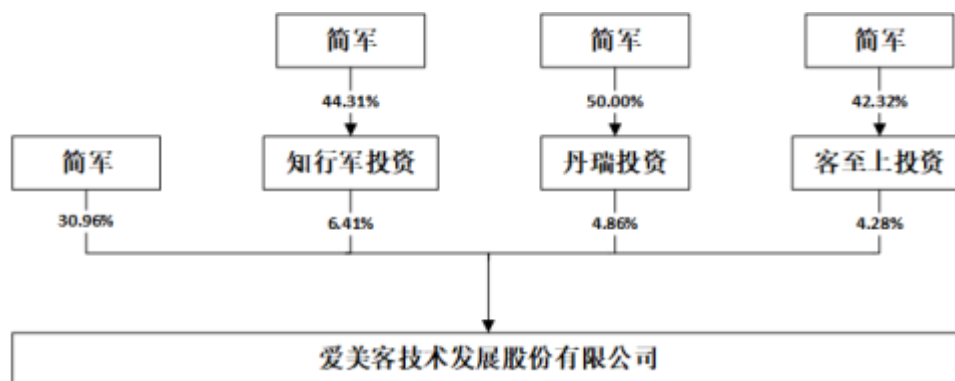 简军
简军
简军
44.31%
50.00%
42.32%
简军
知行军投资
丹瑞投资
客至上投资
30.96%
6.41%
4.86%
4.28%
爱美客技术发展股份有限公司